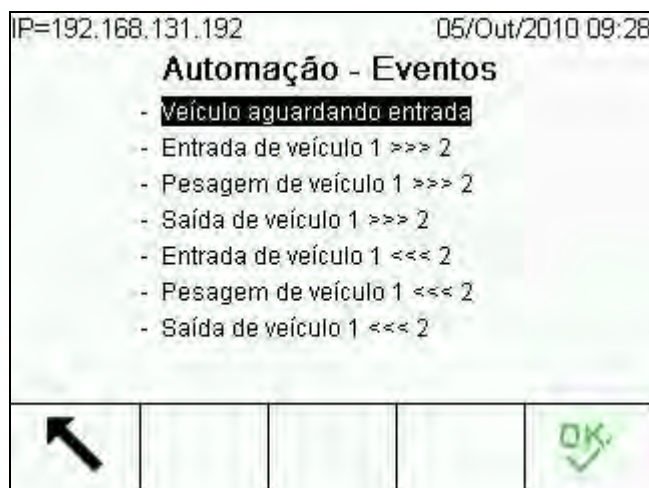 IP=192.168.131.192 05/Out/2010 09:28
Automação - Eventos
- Veículo aguardando entrada
- Entrada de veículo 1 >>> 2
- Pesagem de veículo 1 >>> 2
- Saída de veículo 1 >>> 2
- Entrada de veículo 1 <<< 2
- Pesagem de veículo 1 <<< 2
- Saída de veículo 1 <<< 2
OK